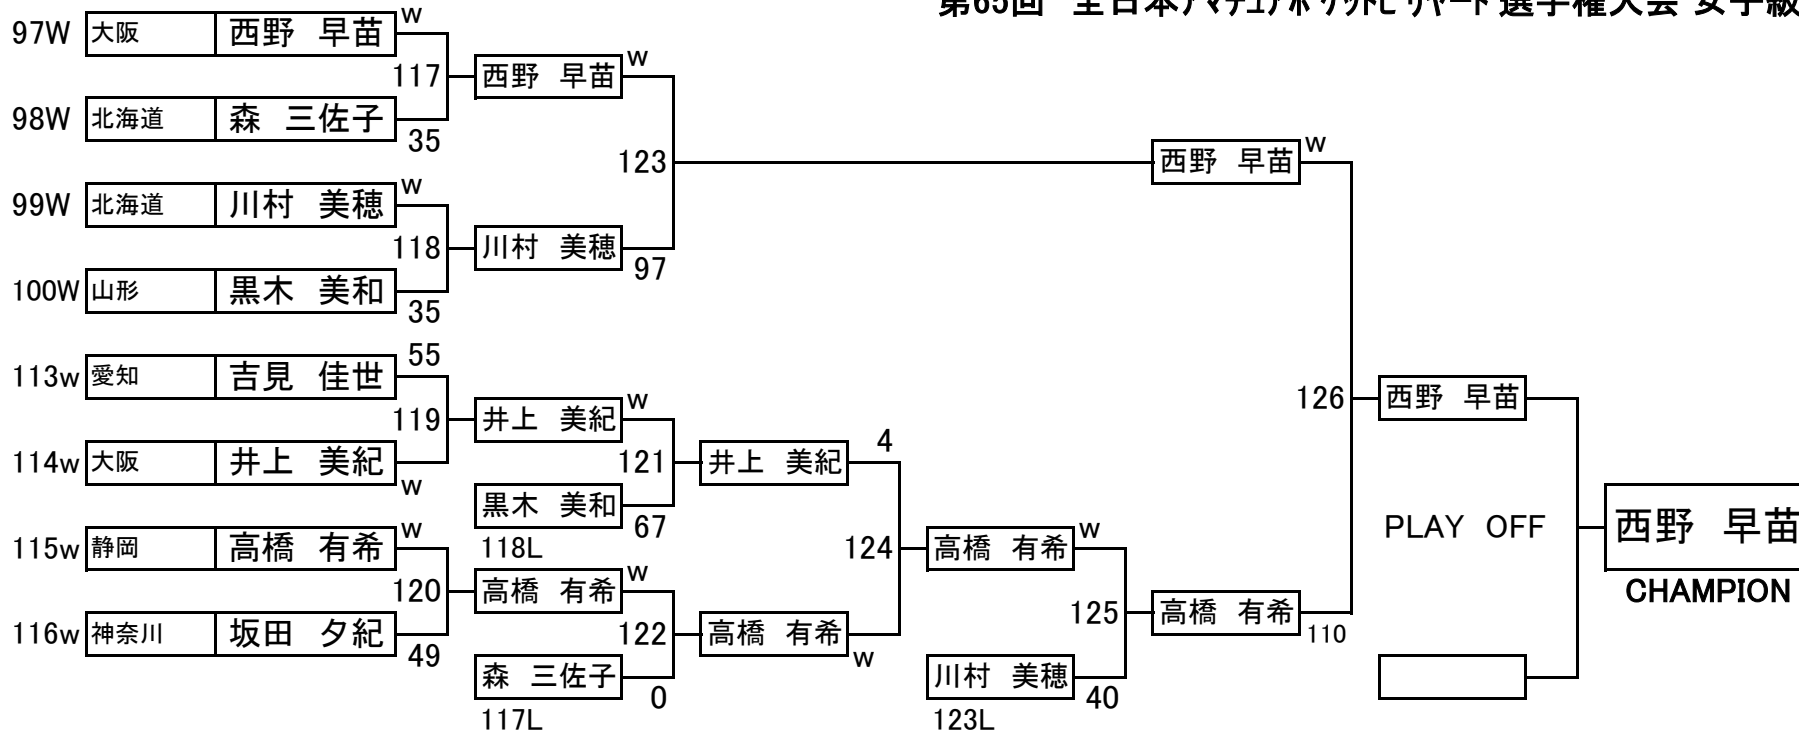 第65回 全日本ｱﾏﾁｭｱﾎﾟｹｯﾄﾋﾞﾘﾔｰﾄﾞ選手権大会 女子級
97W 大阪 西野 早苗 w
117 西野 早苗 w
98W 北海道 森 三佐子 35
123 西野 早苗 w
99W 北海道 川村 美穂 w
118 川村 美穂 97
100W 山形 黒木 美和 35
113w 愛知 吉見 佳世 55
126 西野 早苗
119 井上 美紀 w
114w 大阪 井上 美紀 w
121 井上 美紀 4
黒木 美和 67
118L
115w 静岡 高橋 有希 w
124 高橋 有希 w
PLAY OFF 西野 早苗
CHAMPION
120 高橋 有希 w
116w 神奈川 坂田 夕紀 49
122 高橋 有希 w
125 高橋 有希 110
森 三佐子 0
117L
川村 美穂 40
123L